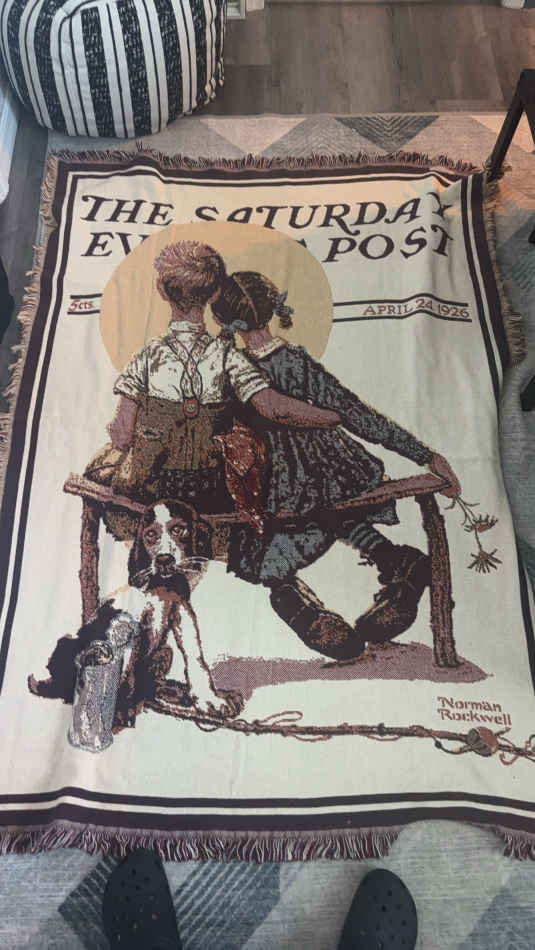 THE SATURDAY
POST
5cts.
APRIL 24, 1926
Norman
Rockwell